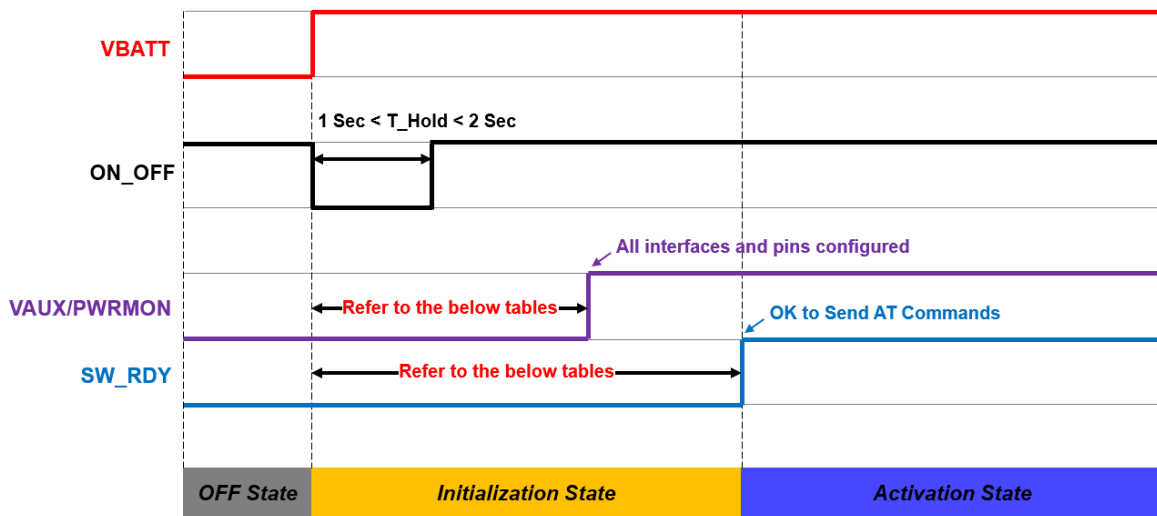 VBATT
1 Sec < T_Hold < 2 Sec
ON_OFF
All interfaces and pins configured
VAUX/PWRMON
Refer to the below tables
OK to Send AT Commands
SW_RDY
Refer to the below tables
OFF State
Initialization State
Activation State